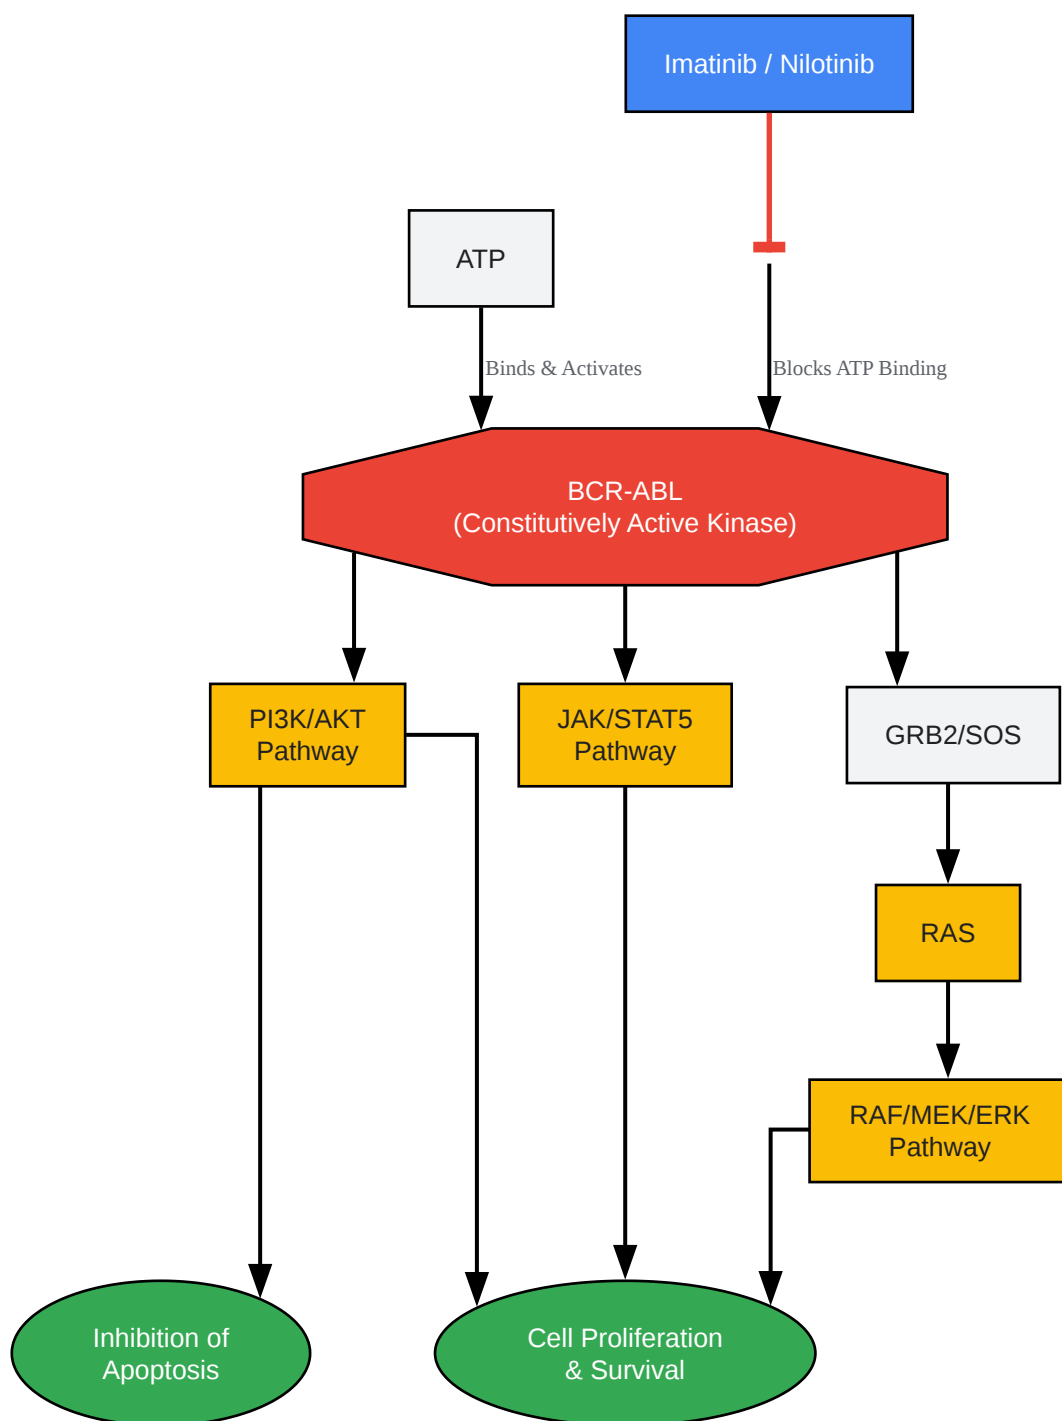 Imatinib / Nilotinib
ATP
Binds & Activates
Blocks ATP Binding
BCR-ABL
(Constitutively Active Kinase)
PI3K/AKT
Pathway
JAK/STAT5
Pathway
GRB2/SOS
RAS
RAF/MEK/ERK
Pathway
Inhibition of
Apoptosis
Cell Proliferation
& Survival